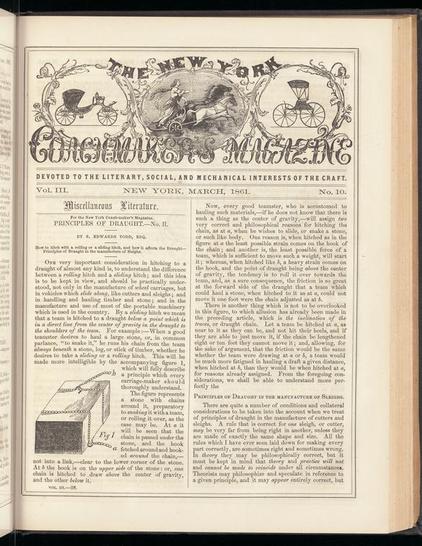 THE NEW YORK
COACHMAKER'S MAGAZINE
DEVOTED TO THE LITERARY, SOCIAL, AND MECHANICAL INTERESTS OF THE CRAFT.
Vol. III. NEW YORK, MARCH, 1861. No. 10.
Miscellaneous Literature.
For the New York Coach-maker's Magazine.
PRINCIPLES OF DRAUGHT.—No. II.
BY S. EDWARDS TODD, ESQ.
How to hitch with a rolling or a sliding hitch, and how it affects the draught—
Principles of Draught in the manufacture of Sleighs.
One very important consideration in hitching to a
draught of almost any kind is, to understand the difference
between a rolling hitch and a sliding hitch; and this idea
is to be kept in view, and should be practically under-
stood, not only in the manufacture of wheel carriages, but
in vehicles which slide along, like cutters and sleighs; and
in handling and hauling timber and stone; and in the
manufacture and use of most of the portable machinery
which is used in the country. By a sliding hitch we mean
that a team is hitched to a draught below a point which is
in a direct line from the center of gravity in the draught to
the shoulders of the team. For example:—When a good
teamster desires to haul a large stone, or, in common
parlance, "to snake it," he runs his chain from the team
always beneath a stone, log, or stick of timber, when he
desires to take a sliding or a rolling hitch. This will be
made more intelligible by the accompanying figure 1,
which will fully describe
a principle which every
carriage-maker should
thoroughly understand.
The figure represents
a stone with chains
around it, preparatory
to snaking it with a team,
or rolling it over, as the
case may be. At a it
will be seen that the
chain is passed under the
stone, and the hook
fetched around and hook-
ed around the chain,—
not into a link,—clear to the lower corner of the stone.
At b the hook is on the upper side of the stone; or, one
chain is hitched to draw above the center of gravity,
and the other below it.
Fig 1
VOL. III.—28.
Now, every good teamster, who is accustomed to
hauling such materials,—if he does not know that there is
such a thing as the center of gravity,—will assign two
very correct and philosophical reasons for hitching the
chain, as at a, when he wishes to slide, or snake a stone,
or such like body. One reason is, when hitched as in the
figure at a the least possible strain comes on the hook of
the chain; and another is, the least possible force of a
team, which is sufficient to move such a weight, will start
it; whereas, when hitched like b, a heavy strain comes on
the hook, and the point of draught being above the center
of gravity, the tendency is to roll it over towards the
team, and, as a sure consequence, the friction is so great
at the forward side of the draught that a team which
could haul a stone, when hitched to it as at a, could not
move it one foot were the chain adjusted as at b.
There is another thing which is not to be overlooked
in this figure, to which allusion has already been made in
the preceding article, which is the inclination of the
traces, or draught chain. Let a team be hitched at a, as
near to it as they can be, and not hit their heels, and if
they are able to just move it, if the chain be lengthened
eight or ten feet they cannot move it; and allowing, for
the sake of argument, that the friction would be the same
whether the team were drawing at a or b, a team would
be much more fatigued in hauling a draft a given distance,
when hitched at b, than they would be when hitched at a,
for reasons already assigned. From the foregoing con-
siderations, we shall be able to understand more per-
fectly the
Principles of Draught in the manufacture of Sleighs.
There are quite a number of conditions and collateral
considerations to be taken into the account when we treat
of principles of draught in the manufacture of cutters and
sleighs. A rule that is correct for one sleigh, or cutter,
may be very far from being right in another, unless they
are made of exactly the same shape and size. All the
rules which I have ever seen laid down for making every
part correctly, are sometimes right and sometimes wrong.
In theory they may be philosophically correct, but it
must be kept in mind that theory and practice will not
and cannot be made to coincide under all circumstances.
Theorists may philosophize and speculate in reference to
a given principle, and it may appear entirely correct, but